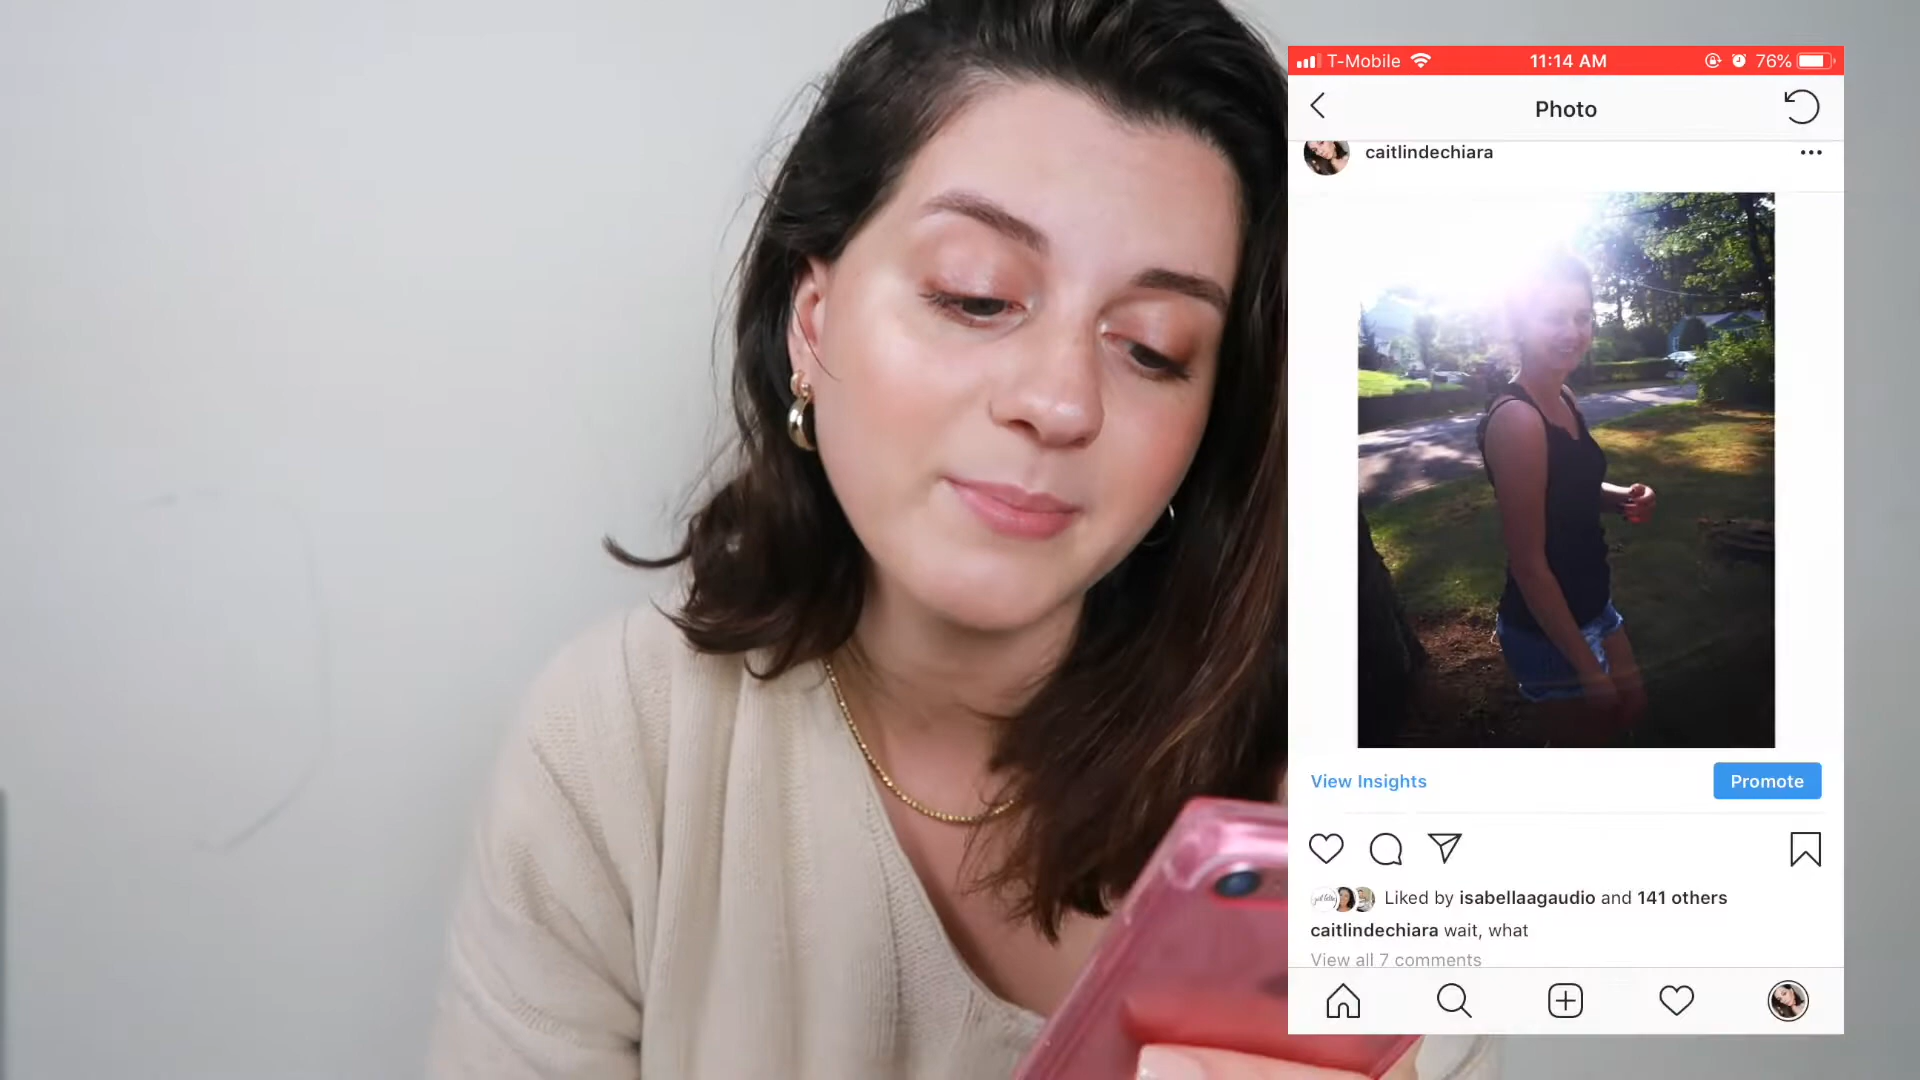 T-Mobile 11:14 AM 76%
Photo
caitlindechiara
View Insights Promote
Liked by isabellaagaudio and 141 others
caitlindechiara wait, what
View all 7 comments